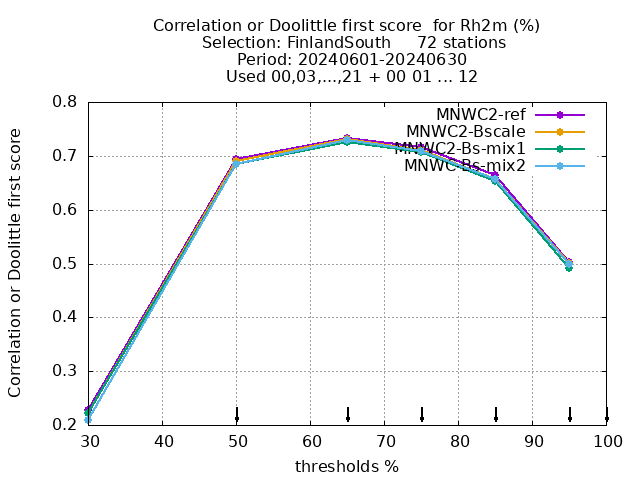 Correlation or Doolittle first score  for Rh2m (%)
Selection: FinlandSouth     72 stations
Period: 20240601-20240630
Used 00,03,...,21 + 00 01 ... 12
MNWC2-ref
MNWC2-Bscale
MNWC2-Bs-mix1
MNWC-Bs-mix2
Correlation or Doolittle first score
0.8
0.7
0.6
0.5
0.4
0.3
0.2
30 40 50 60 70 80 90 100
thresholds %